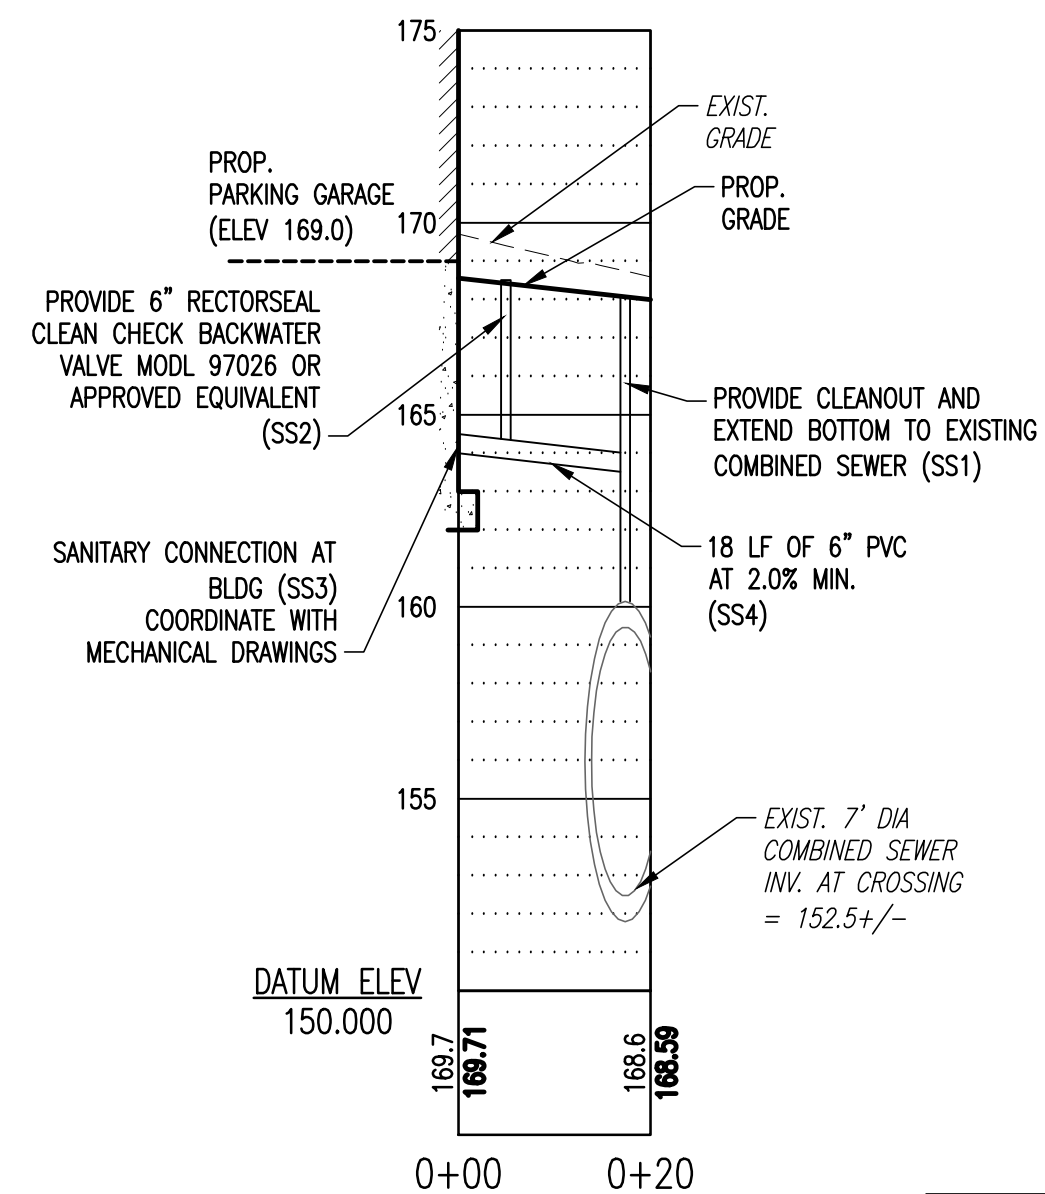 175
EXIST.
GRADE
PROP.
PARKING GARAGE
(ELEV 169.0)
PROP.
GRADE
170
PROVIDE 6” RECTORSEAL
CLEAN CHECK BACKWATER
VALVE MODL 97026 OR
APPROVED EQUIVALENT
(SS2)
165
PROVIDE CLEANOUT AND
EXTEND BOTTOM TO EXISTING
COMBINED SEWER (SS1)
SANITARY CONNECTION AT
BLDG (SS3)
COORDINATE WITH
MECHANICAL DRAWINGS
18 LF OF 6” PVC
AT 2.0% MIN.
(SS4)
160
155
EXIST. 7’ DIA
COMBINED SEWER
INV. AT CROSSING
= 152.5+/-
DATUM ELEV
150.000
169.7
169.71
168.6
168.59
0+00
0+20